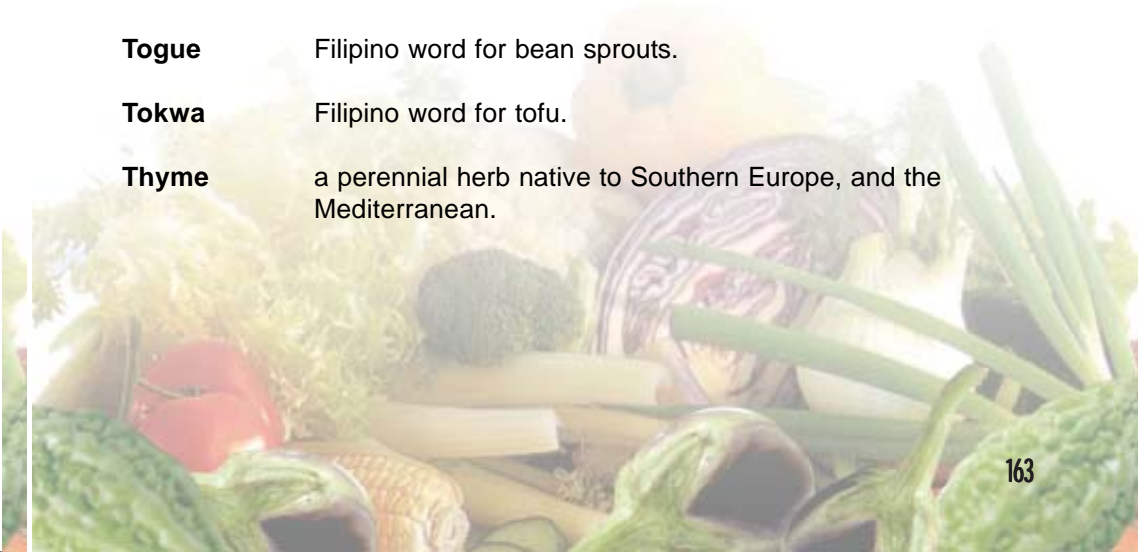 Togue Filipino word for bean sprouts.
Tokwa Filipino word for tofu.
Thyme a perennial herb native to Southern Europe, and the
Mediterranean.
163